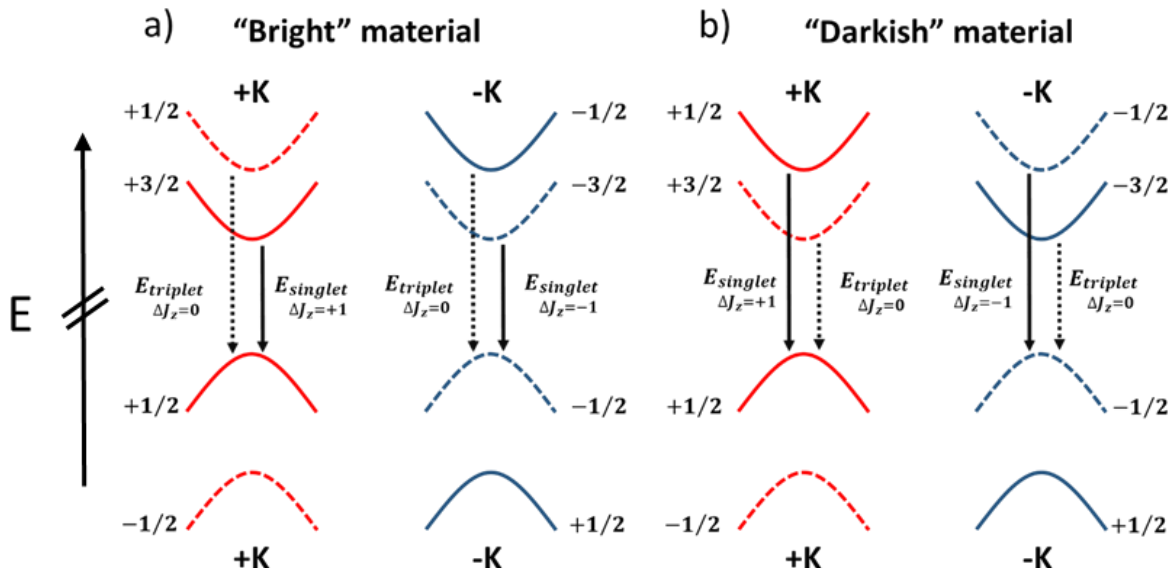 a) "Bright" material
b) "Darkish" material
+K
-K
+K
-K
+1/2
−1/2
+1/2
−1/2
+3/2
−3/2
+3/2
−3/2
E
E_triplet
ΔJ_z=0
E_singlet
ΔJ_z=+1
E_triplet
ΔJ_z=0
E_singlet
ΔJ_z=−1
E_singlet
ΔJ_z=+1
E_triplet
ΔJ_z=0
E_singlet
ΔJ_z=−1
E_triplet
ΔJ_z=0
+1/2
−1/2
+1/2
−1/2
−1/2
+1/2
−1/2
+1/2
+K
-K
+K
-K